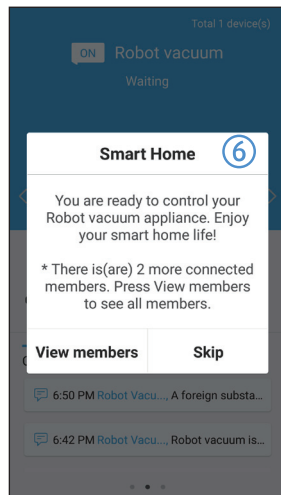 Total 1 device(s)
ON Robot vacuum
Waiting
Smart Home ⑥
You are ready to control your
Robot vacuum appliance. Enjoy
your smart home life!
* There is(are) 2 more connected
members. Press View members
to see all members.
View members Skip
6:50 PM Robot Vacu..., A foreign substa...
6:42 PM Robot Vacu..., Robot vacuum is...